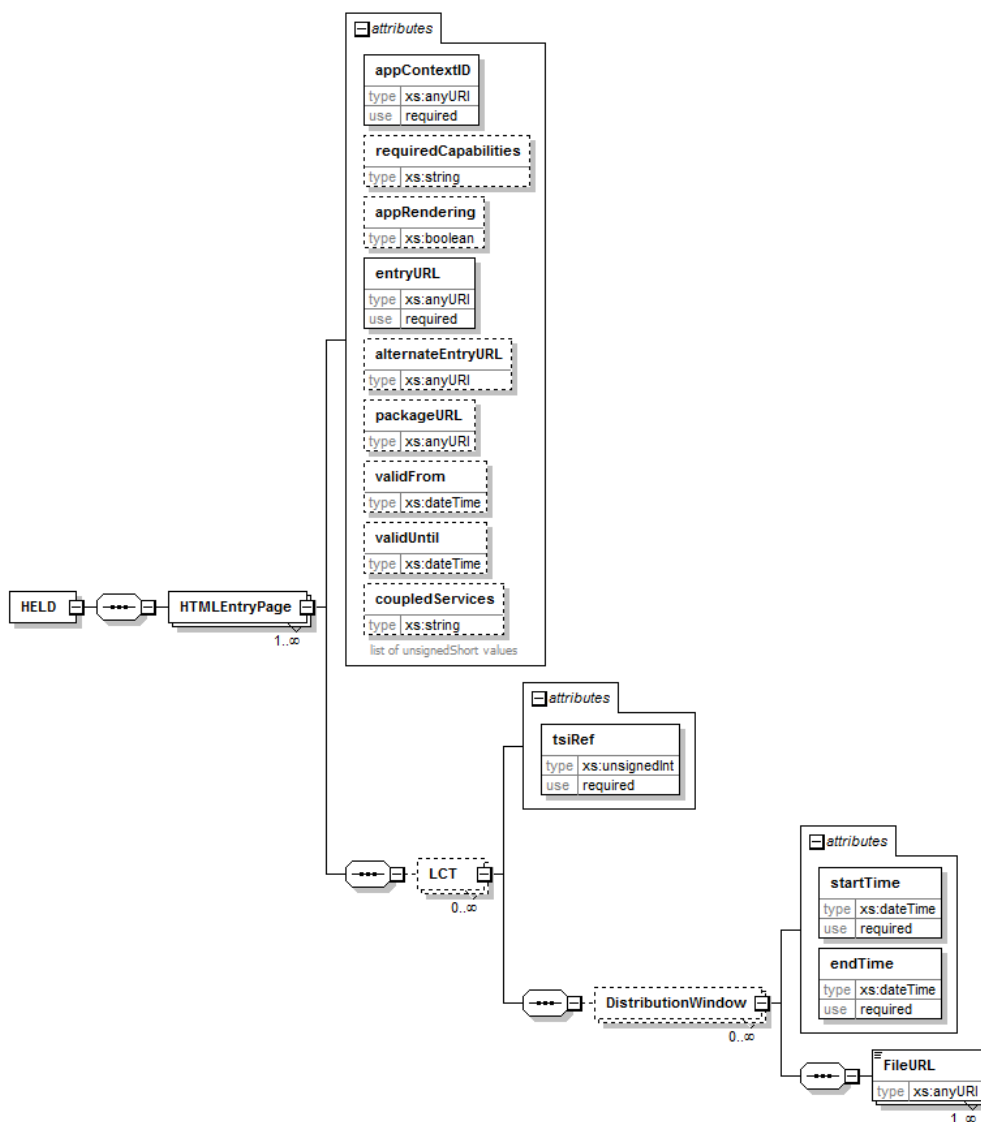 attributes
appContextID
type xs:anyURI
use required
requiredCapabilities
type xs:string
appRendering
type xs:boolean
entryURL
type xs:anyURI
use required
alternateEntryURL
type xs:anyURI
packageURL
type xs:anyURI
validFrom
type xs:dateTime
validUntil
type xs:dateTime
coupledServices
type xs:string
list of unsignedShort values
HELD
HTMLEntryPage
1..∞
attributes
tsiRef
type xs:unsignedInt
use required
LCT
0..∞
attributes
startTime
type xs:dateTime
use required
endTime
type xs:dateTime
use required
DistributionWindow
0..∞
FileURL
type xs:anyURI
1..∞